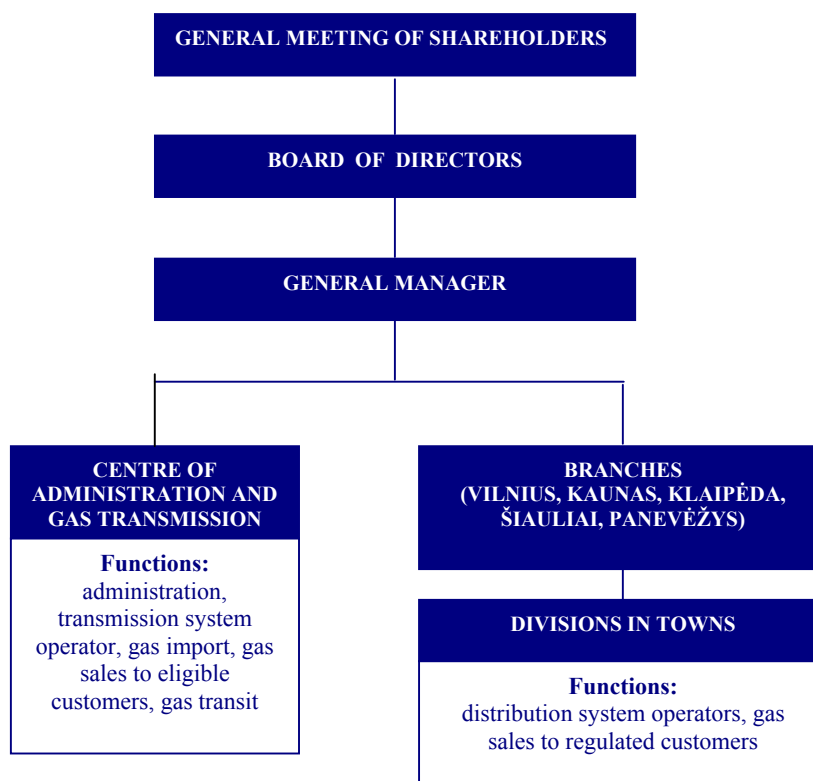 GENERAL MEETING OF SHAREHOLDERS
BOARD OF DIRECTORS
GENERAL MANAGER
CENTRE OF
ADMINISTRATION AND
GAS TRANSMISSION
Functions:
administration,
transmission system
operator, gas import, gas
sales to eligible
customers, gas transit
BRANCHES
(VILNIUS, KAUNAS, KLAIPĖDA,
ŠIAULIAI, PANEVĖŽYS)
DIVISIONS IN TOWNS
Functions:
distribution system operators, gas
sales to regulated customers